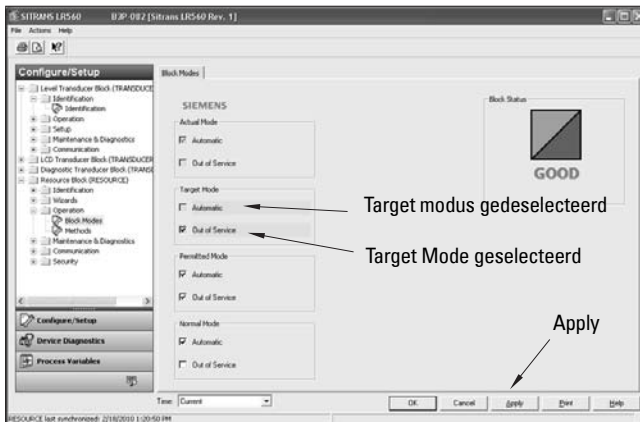 SITRANS LR560 BJP-082 [Sitrans LR560 Rev. 1]
File Actions Help
Configure/Setup
Level Transducer Block (TRANSDUCE
Identification
Identification
Operation
Setup
Maintenance & Diagnostics
Communication
LCD Transducer Block (TRANSDUCER
Diagnostic Transducer Block (TRANSD
Resource Block (RESOURCE)
Identification
Wizards
Operation
Block Modes
Methods
Maintenance & Diagnostics
Communication
Security
Configure/Setup
Device Diagnostics
Process Variables
Block Modes
SIEMENS
Actual Mode
Automatic
Out of Service
Target Mode
Automatic
Out of Service
Permitted Mode
Automatic
Out of Service
Normal Mode
Automatic
Out of Service
Block Status
GOOD
Target modus gedeselecteerd
Target Mode geselecteerd
Apply
Time: Current
OK Cancel Apply Print Help
RESOURCE last synchronized: 2/18/2010 1:20:50 PM